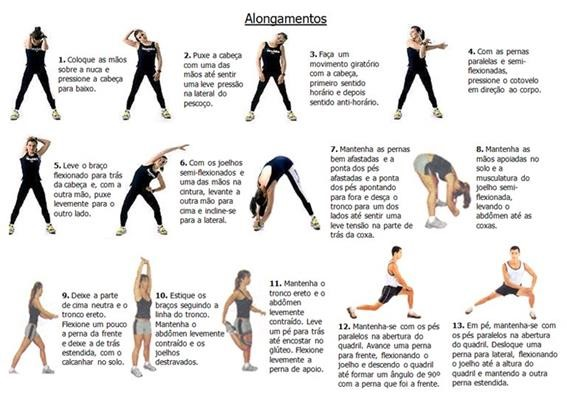 Alongamentos
1. Coloque as mãos
sobre a nuca e
pressione a cabeça
para baixo.
2. Puxe a cabeça
com uma das
mãos até sentir
uma leve pressão
na lateral do
pescoço.
3. Faça um
movimento giratório
com a cabeça,
primeiro sentido
horário e depois
sentido anti-horário.
4. Com as pernas
paralelas e semi-
flexionadas,
pressione o cotovelo
em direção ao corpo.
5. Leve o braço
flexionado para trás
da cabeça e, com a
outra mão, puxe
levemente para o
outro lado.
6. Com os joelhos
semi-flexionados e
uma das mãos na
cintura, levante a
outra mão para
cima e incline-se
para a lateral.
7. Mantenha as pernas
bem afastadas e a
ponta dos pés
afastadas e a ponta
dos pés apontando
para fora e desça o
tronco para um dos
lados até sentir uma
leve tensão na parte de
trás da coxa.
8. Mantenha as
mãos apoiadas no
solo e a
musculatura do
joelho semi-
flexionada,
levando o
abdômen até as
coxas.
9. Deixe a parte
de cima neutra e o
tronco ereto.
Flexione um pouco
a perna da frente
e deixe a de trás
estendida, com o
calcanhar no solo.
10. Estique os
braços seguindo a
linha do tronco.
Mantenha o
abdômen levemente
contraído e os
joelhos
destravados.
11. Mantenha o
tronco ereto e o
abdômen
levemente
contraído. Leve
um pé para trás
até encostar no
glúteo. Flexione
levemente a
perna de apoio.
12. Mantenha-se com os pés
paralelos na abertura do
quadril. Avance uma perna
para frente, flexionando o
joelho e descendo o quadril
até formar um ângulo de 90º
com a perna que foi a frente.
13. Em pé, mantenha-se com
os pés paralelos na abertura
do quadril. Desloque uma
perna para lateral, flexionando
o joelho até a altura do
quadril e mantendo a outra
perna estendida.